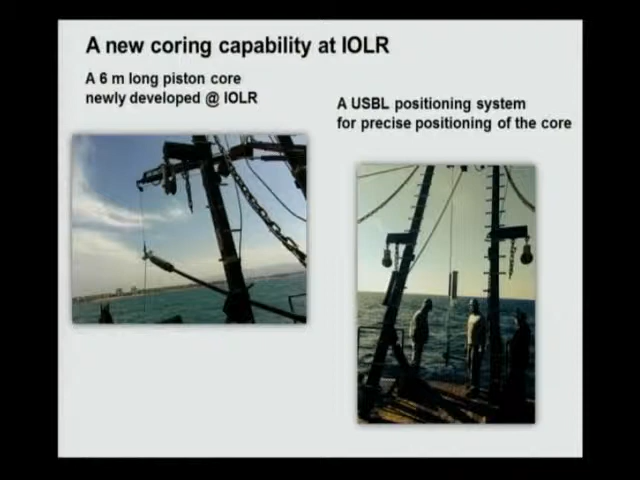 A new coring capability at IOLR
A 6 m long piston core
newly developed @ IOLR
A USBL positioning system
for precise positioning of the core